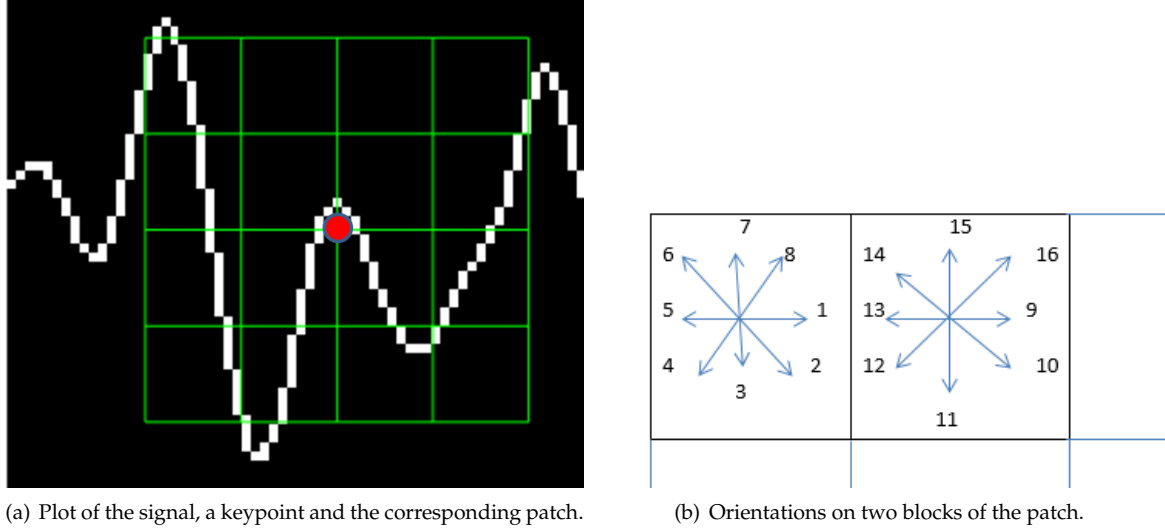 7 15
6 8 14 16
5 1 13 9
4 2 12 10
3 11
(a) Plot of the signal, a keypoint and the corresponding patch.
(b) Orientations on two blocks of the patch.